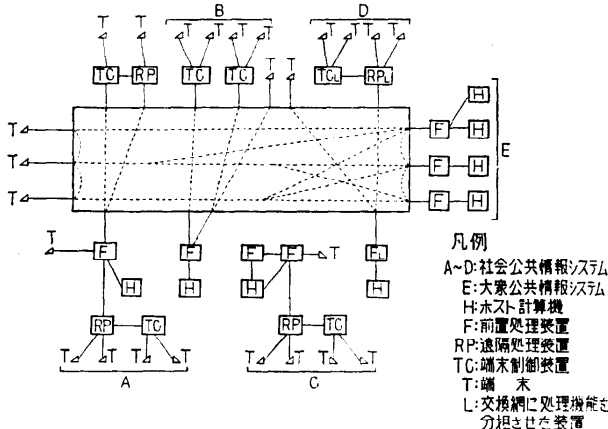 B
D
T T T T T T T T T T T T
TC RP TC TC TCL RPL
H
T F H
T F H E
T F H
T F H
F H
H F T
FL H
RP TC RP TC
T T T T T T T T
A C
凡例
A~D:社会公共情報システム
E:大衆公共情報システム
H:ホスト計算機
F:前置処理装置
RP:遠隔処理装置
TC:端末制御装置
T:端 末
L:交換網に処理機能を
分担させた装置